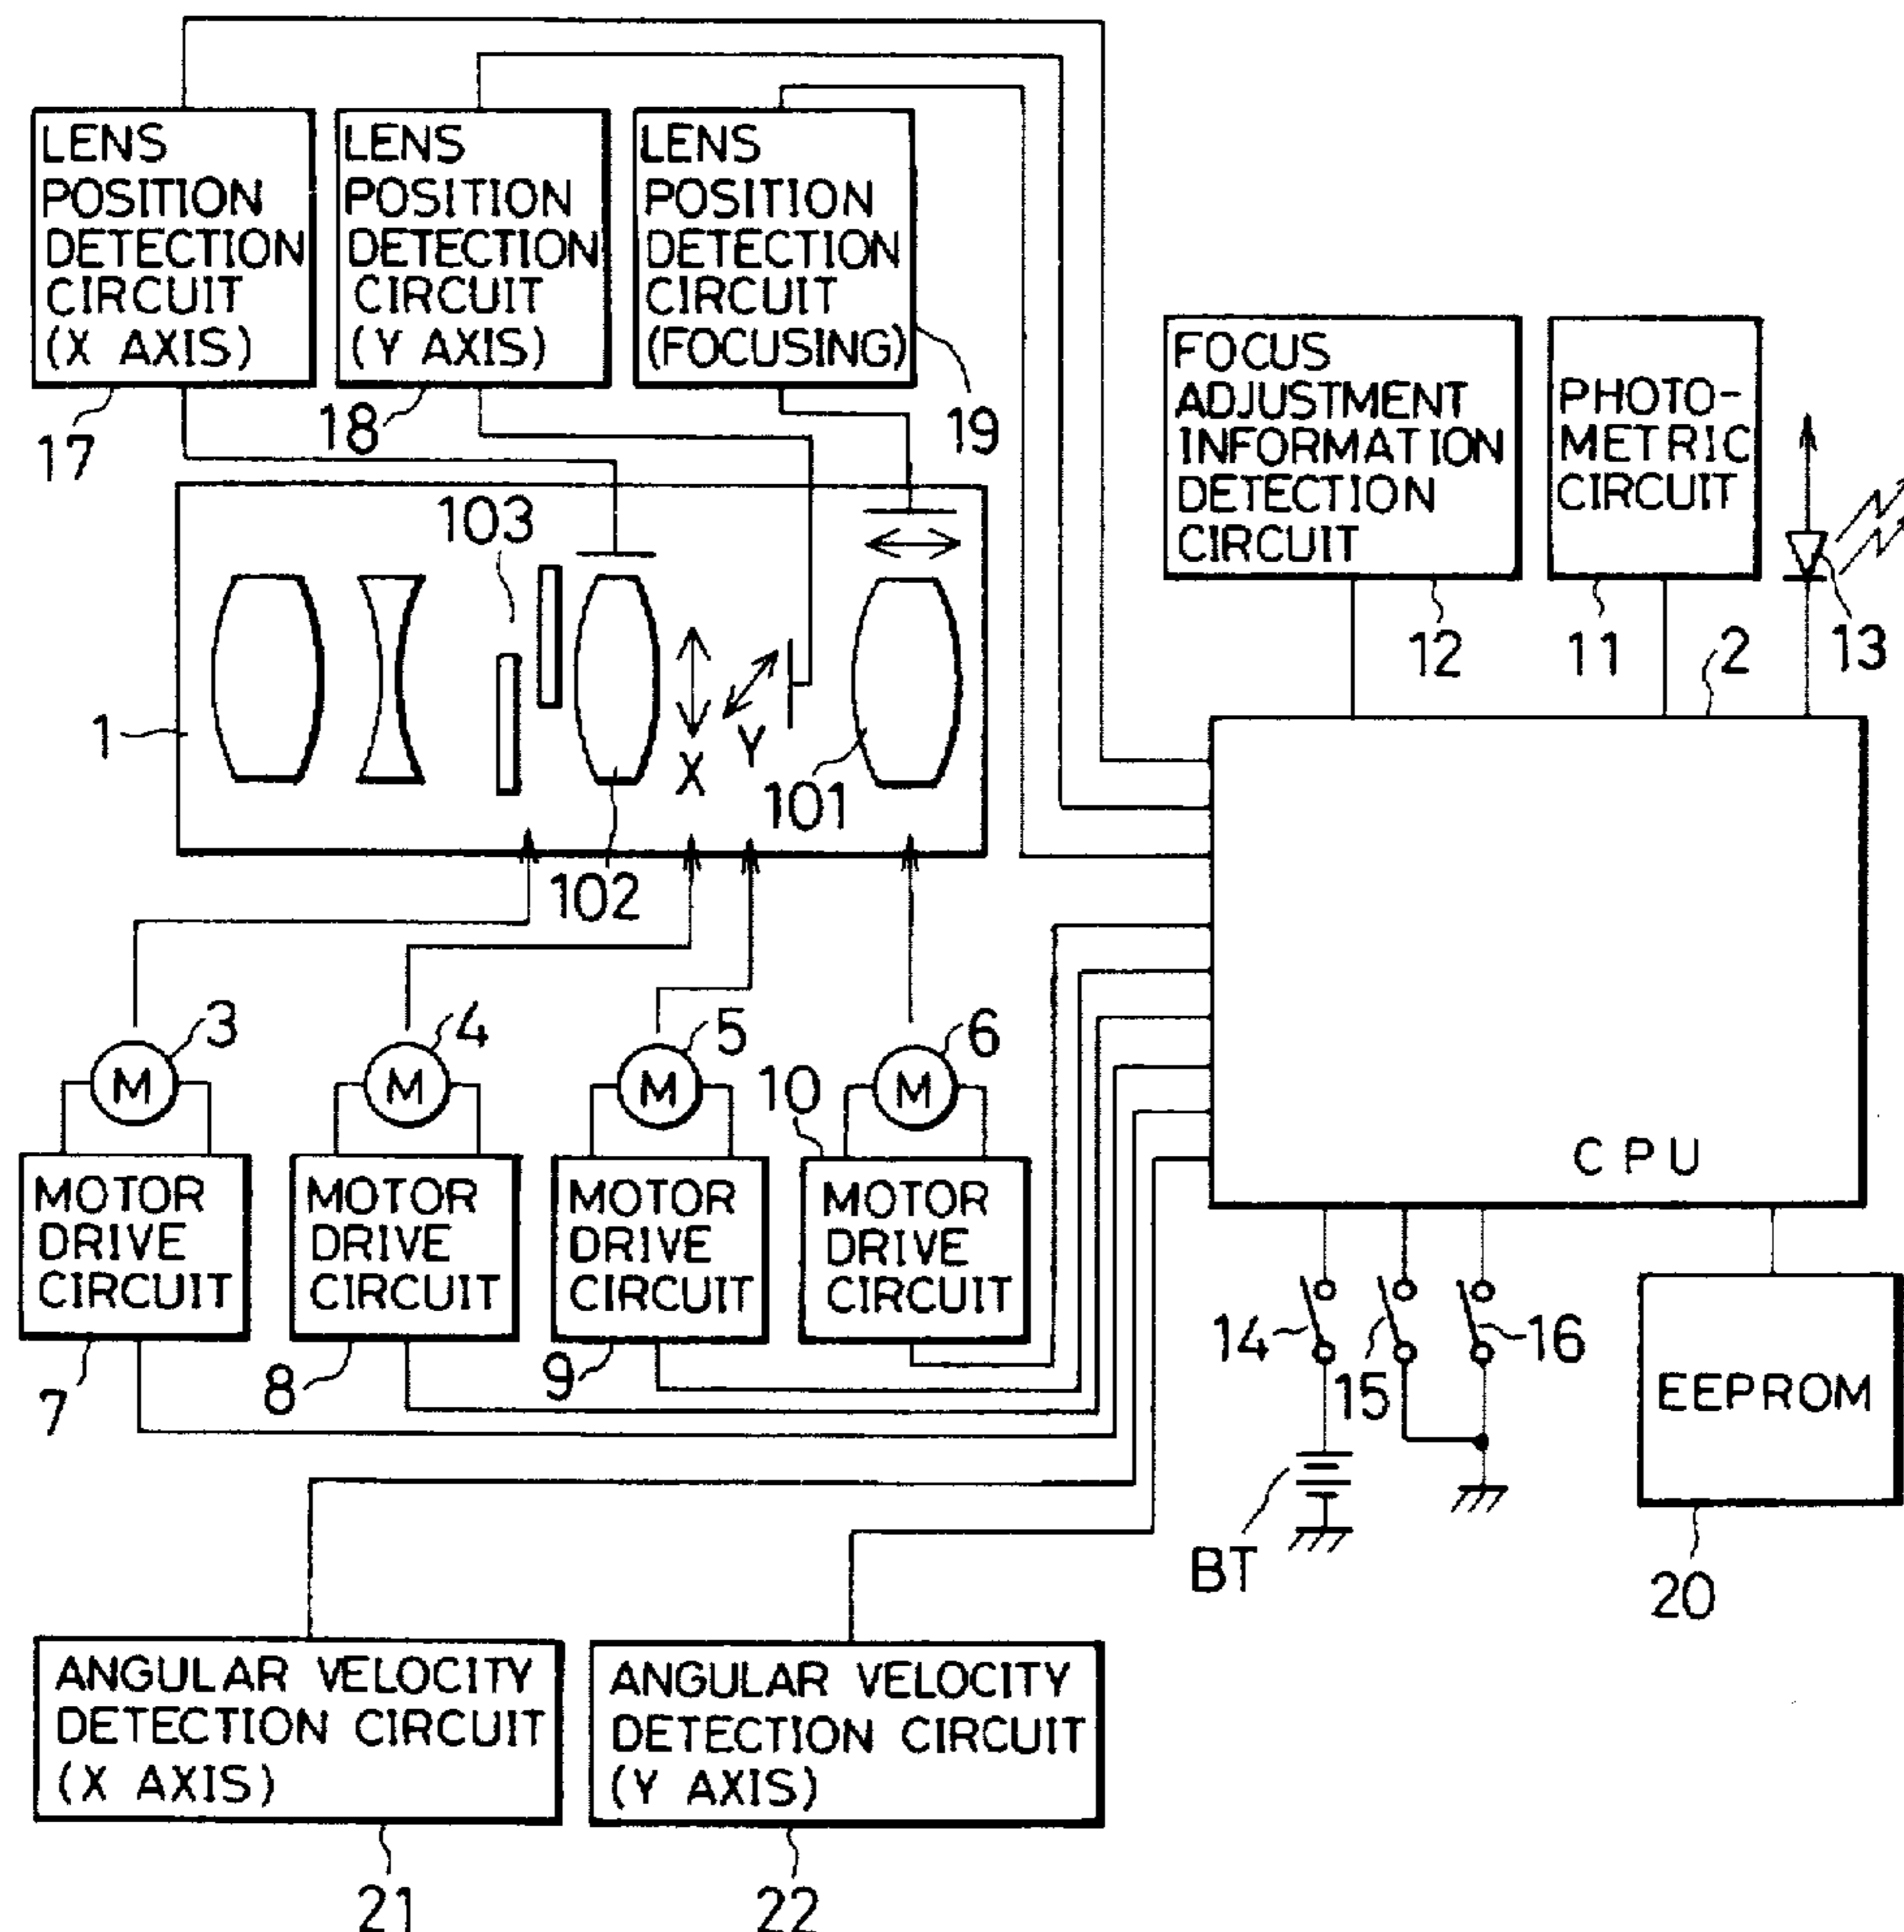 LENS
POSITION
DETECTION
CIRCUIT
(X AXIS)
LENS
POSITION
DETECTION
CIRCUIT
(Y AXIS)
LENS
POSITION
DETECTION
CIRCUIT
(FOCUSING)
17
18
19
FOCUS
ADJUSTMENT
INFORMATION
DETECTION
CIRCUIT
PHOTO-
METRIC
CIRCUIT
12
11
2
13
103
1
X
Y
101
102
3
4
5
6
10
M
M
M
M
MOTOR
DRIVE
CIRCUIT
MOTOR
DRIVE
CIRCUIT
MOTOR
DRIVE
CIRCUIT
MOTOR
DRIVE
CIRCUIT
7
8
9
CPU
14
15
16
BT
EEPROM
20
ANGULAR VELOCITY
DETECTION CIRCUIT
(X AXIS)
ANGULAR VELOCITY
DETECTION CIRCUIT
(Y AXIS)
21
22